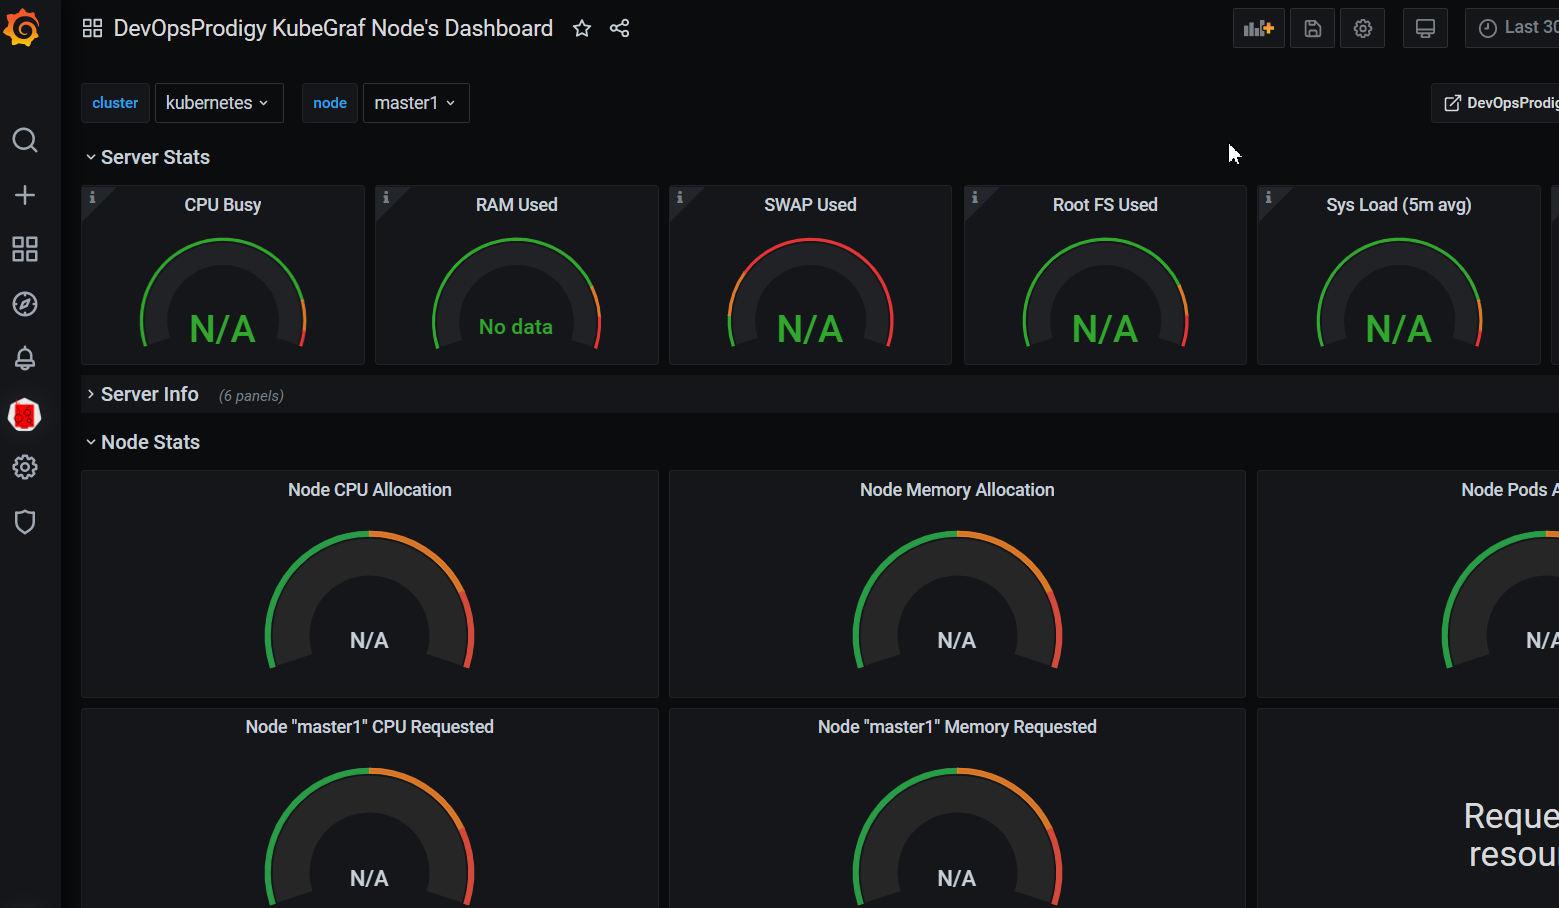 DevOpsProdigy KubeGraf Node's Dashboard
Last 30
cluster kubernetes node master1
DevOpsProdig
Server Stats
CPU Busy RAM Used SWAP Used Root FS Used Sys Load (5m avg)
N/A No data N/A N/A N/A
Server Info (6 panels)
Node Stats
Node CPU Allocation Node Memory Allocation Node Pods A
N/A N/A N/A
Node "master1" CPU Requested Node "master1" Memory Requested
Reque
resou
N/A N/A